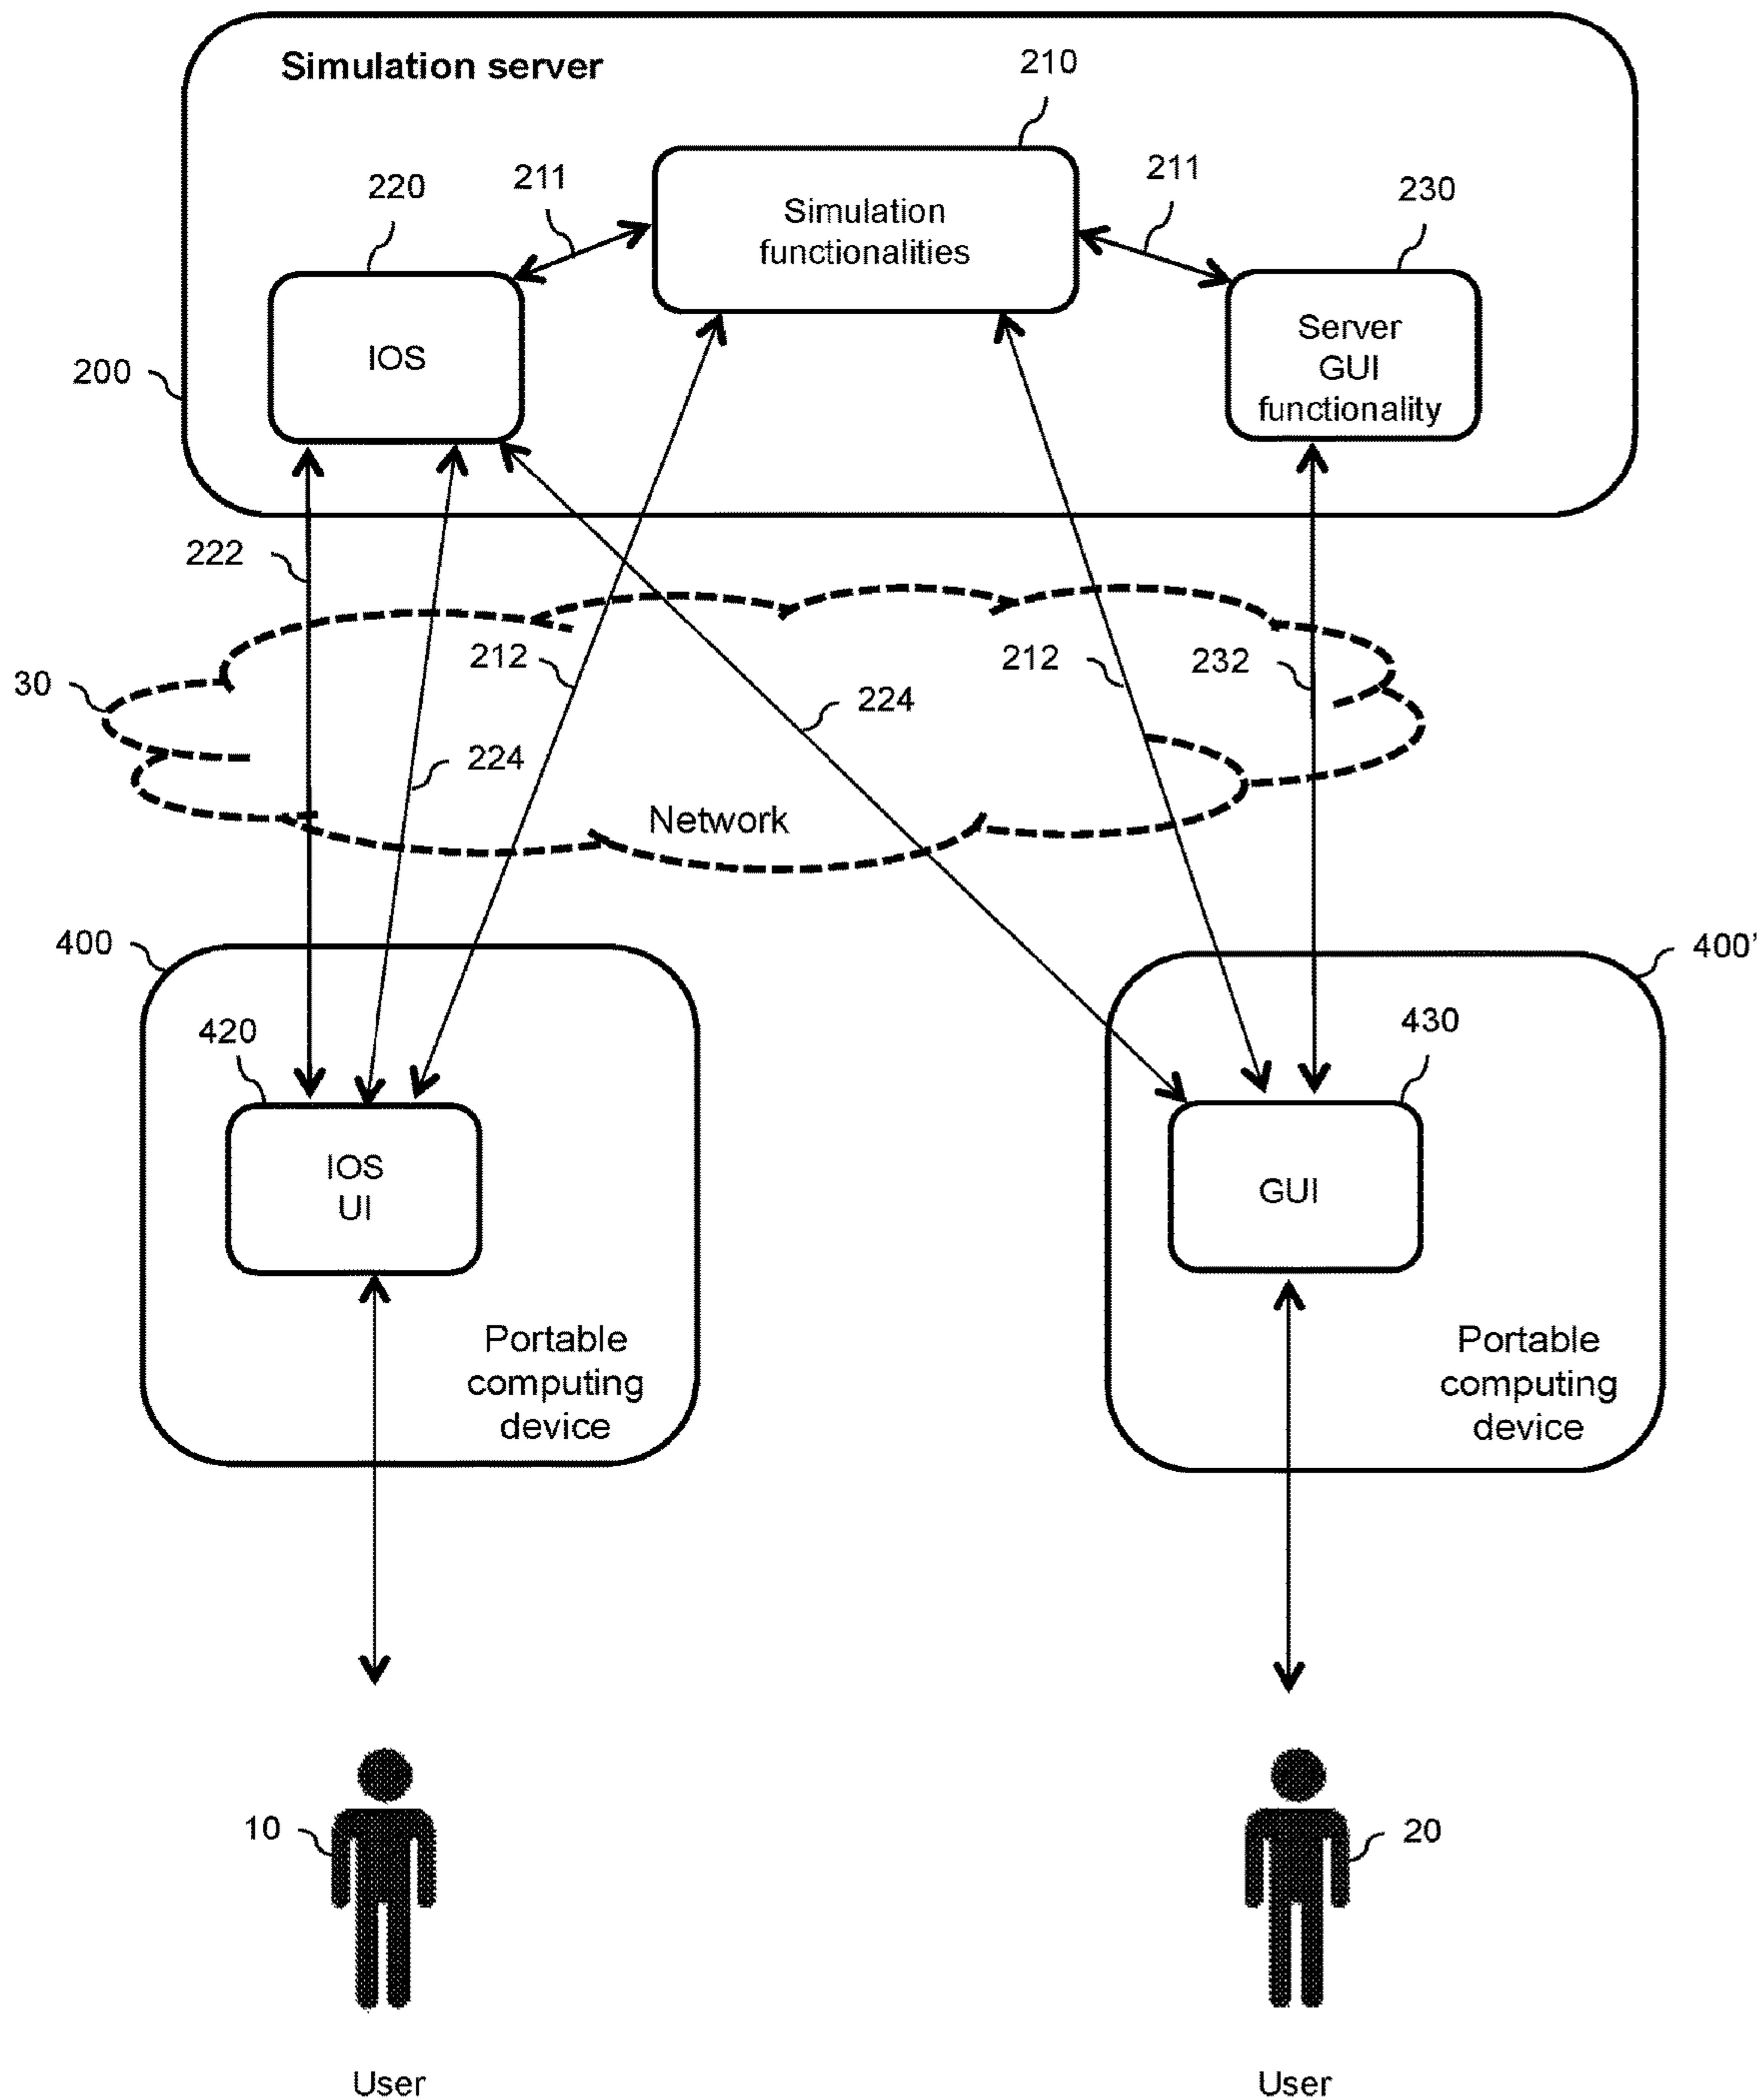 Simulation server
210
220
211
211
230
Simulation
functionalities
IOS
Server
GUI
functionality
200
222
212
212
232
30
224
224
Network
400
400’
420
430
IOS
UI
GUI
Portable
computing
device
Portable
computing
device
10
20
User
User